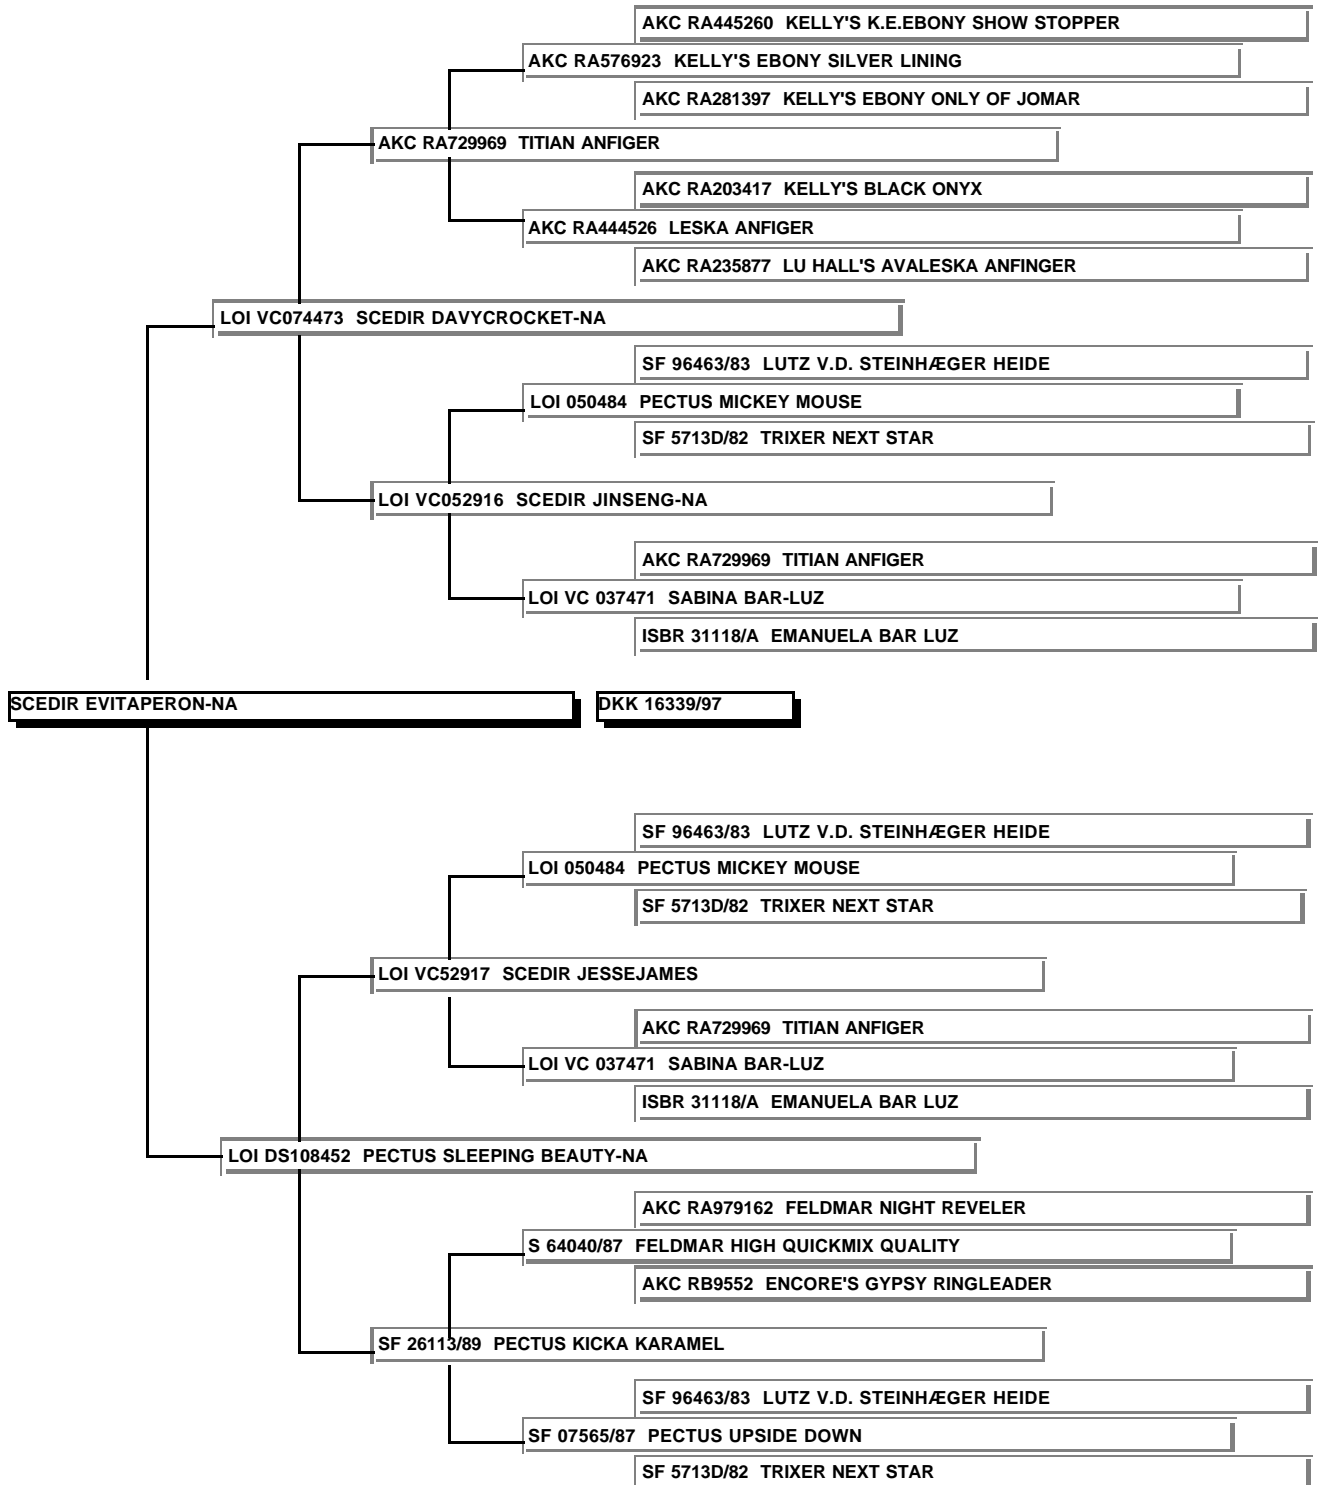 AKC RA445260 KELLY'S K.E.EBONY SHOW STOPPER
AKC RA576923 KELLY'S EBONY SILVER LINING
AKC RA281397 KELLY'S EBONY ONLY OF JOMAR
AKC RA729969 TITIAN ANFIGER
AKC RA203417 KELLY'S BLACK ONYX
AKC RA444526 LESKA ANFIGER
AKC RA235877 LU HALL'S AVALESKA ANFINGER
LOI VC074473 SCEDIR DAVYCROCKET-NA
SF 96463/83 LUTZ V.D. STEINHÆGER HEIDE
LOI 050484 PECTUS MICKEY MOUSE
SF 5713D/82 TRIXER NEXT STAR
LOI VC052916 SCEDIR JINSENG-NA
AKC RA729969 TITIAN ANFIGER
LOI VC 037471 SABINA BAR-LUZ
ISBR 31118/A EMANUELA BAR LUZ
SCEDIR EVITAPERON-NA DKK 16339/97
SF 96463/83 LUTZ V.D. STEINHÆGER HEIDE
LOI 050484 PECTUS MICKEY MOUSE
SF 5713D/82 TRIXER NEXT STAR
LOI VC52917 SCEDIR JESSEJAMES
AKC RA729969 TITIAN ANFIGER
LOI VC 037471 SABINA BAR-LUZ
ISBR 31118/A EMANUELA BAR LUZ
LOI DS108452 PECTUS SLEEPING BEAUTY-NA
AKC RA979162 FELDMAR NIGHT REVELER
S 64040/87 FELDMAR HIGH QUICKMIX QUALITY
AKC RB9552 ENCORE'S GYPSY RINGLEADER
SF 26113/89 PECTUS KICKA KARAMEL
SF 96463/83 LUTZ V.D. STEINHÆGER HEIDE
SF 07565/87 PECTUS UPSIDE DOWN
SF 5713D/82 TRIXER NEXT STAR